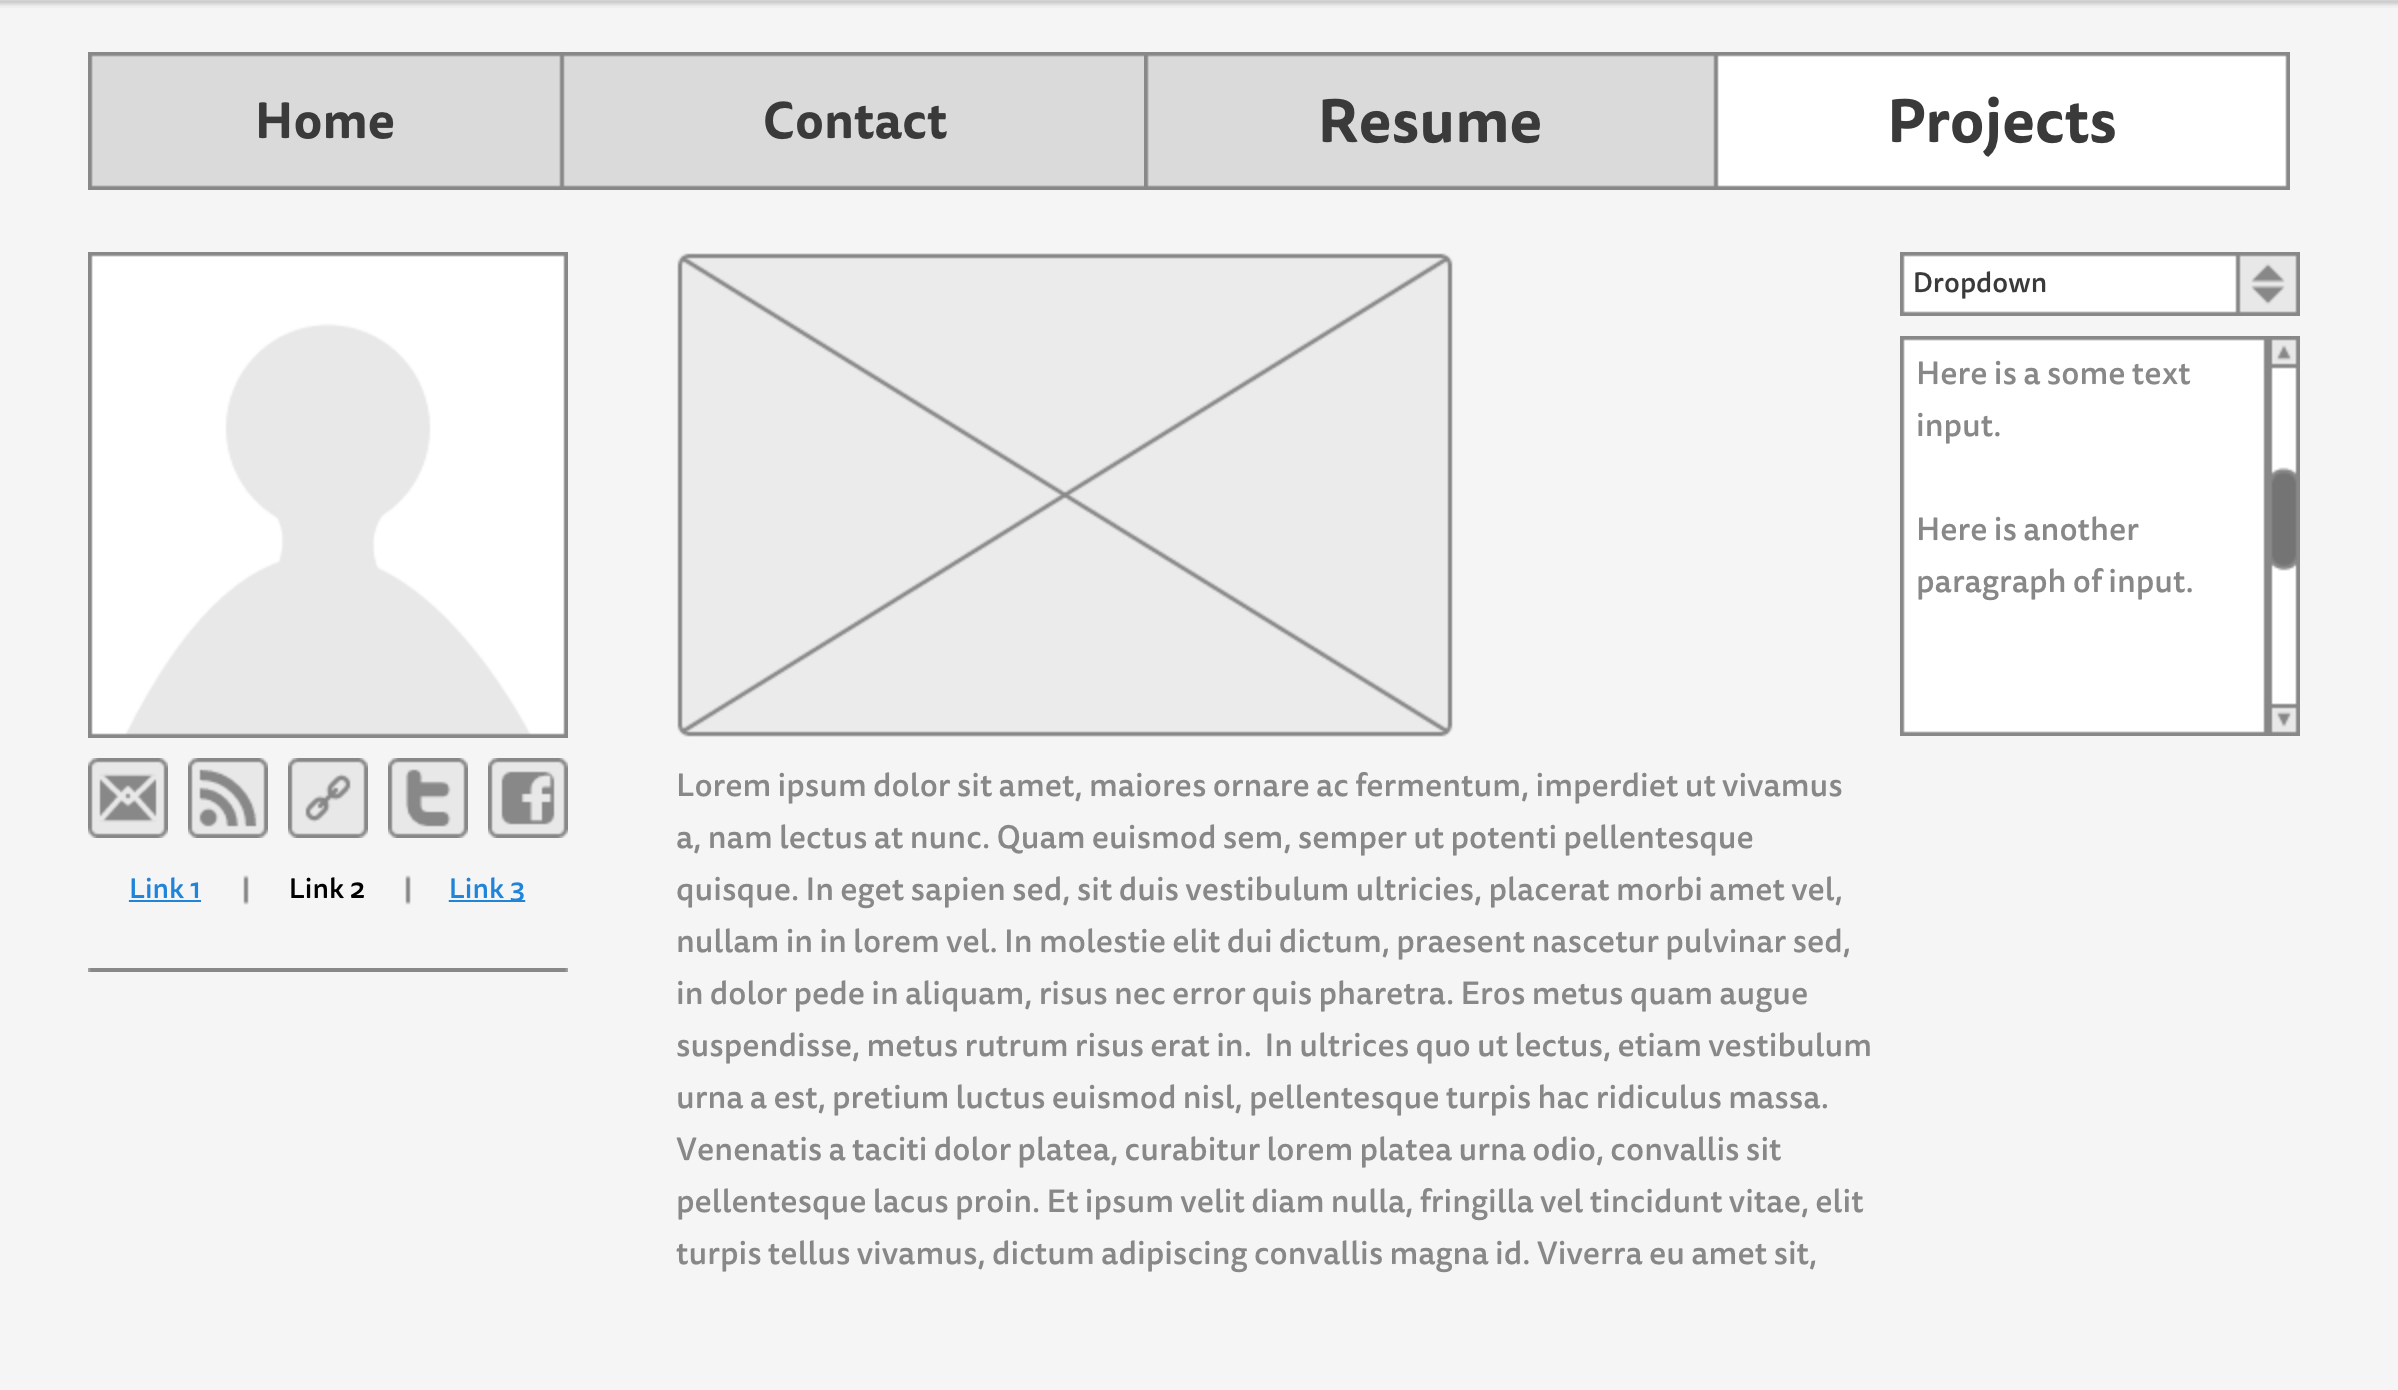 Home
Contact
Resume
Projects
Dropdown
Here is a some text
input.
Here is another
paragraph of input.
Link 1 | Link 2 | Link 3
Lorem ipsum dolor sit amet, maiores ornare ac fermentum, imperdiet ut vivamus
a, nam lectus at nunc. Quam euismod sem, semper ut potenti pellentesque
quisque. In eget sapien sed, sit duis vestibulum ultricies, placerat morbi amet vel,
nullam in in lorem vel. In molestie elit dui dictum, praesent nascetur pulvinar sed,
in dolor pede in aliquam, risus nec error quis pharetra. Eros metus quam augue
suspendisse, metus rutrum risus erat in.  In ultrices quo ut lectus, etiam vestibulum
urna a est, pretium luctus euismod nisl, pellentesque turpis hac ridiculus massa.
Venenatis a taciti dolor platea, curabitur lorem platea urna odio, convallis sit
pellentesque lacus proin. Et ipsum velit diam nulla, fringilla vel tincidunt vitae, elit
turpis tellus vivamus, dictum adipiscing convallis magna id. Viverra eu amet sit,